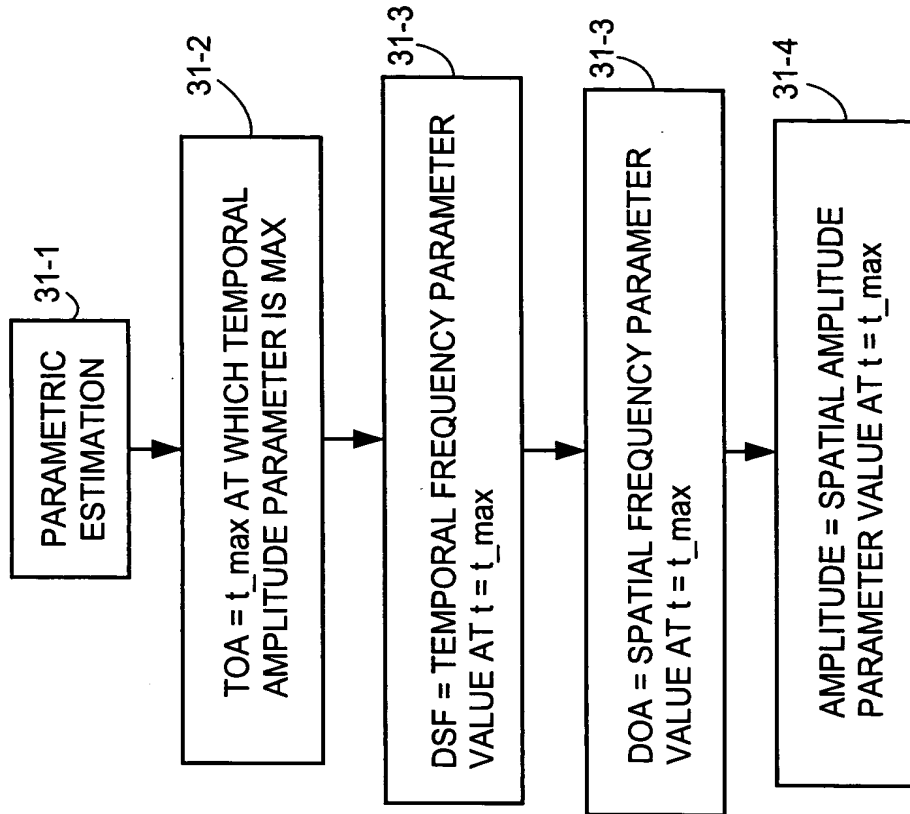 31-1
PARAMETRIC
ESTIMATION
31-2
TOA = t_max AT WHICH TEMPORAL
AMPLITUDE PARAMETER IS MAX
31-3
DSF = TEMPORAL FREQUENCY PARAMETER
VALUE AT t = t_max
31-3
DOA = SPATIAL FREQUENCY PARAMETER
VALUE AT t = t_max
31-4
AMPLITUDE = SPATIAL AMPLITUDE
PARAMETER VALUE AT t = t_max